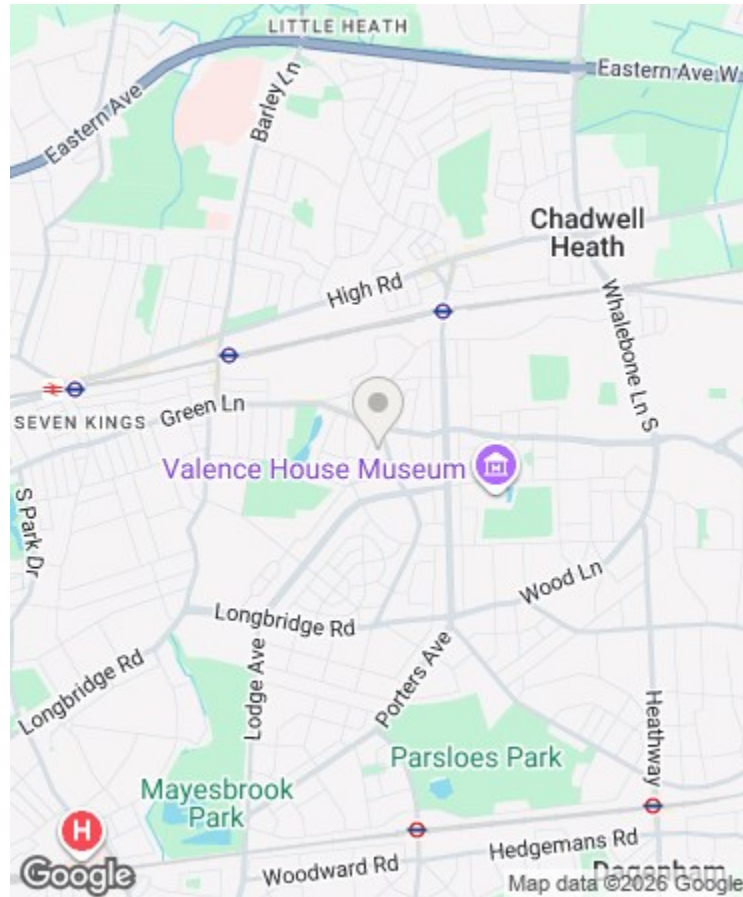 LITTLE HEATH
Eastern Ave W
Eastern Ave
Barley Ln
Chadwell
Heath
High Rd
Whalebone Ln S
SEVEN KINGS
Green Ln
Valence House Museum
S Park Dr
Wood Ln
Longbridge Rd
Longbridge Rd
Lodge Ave
Porters Ave
Heathway
Parsloes Park
Mayesbrook
Park
H
Hedgemans Rd
Woodward Rd
Dagenham
Google
Map data ©2026 Google